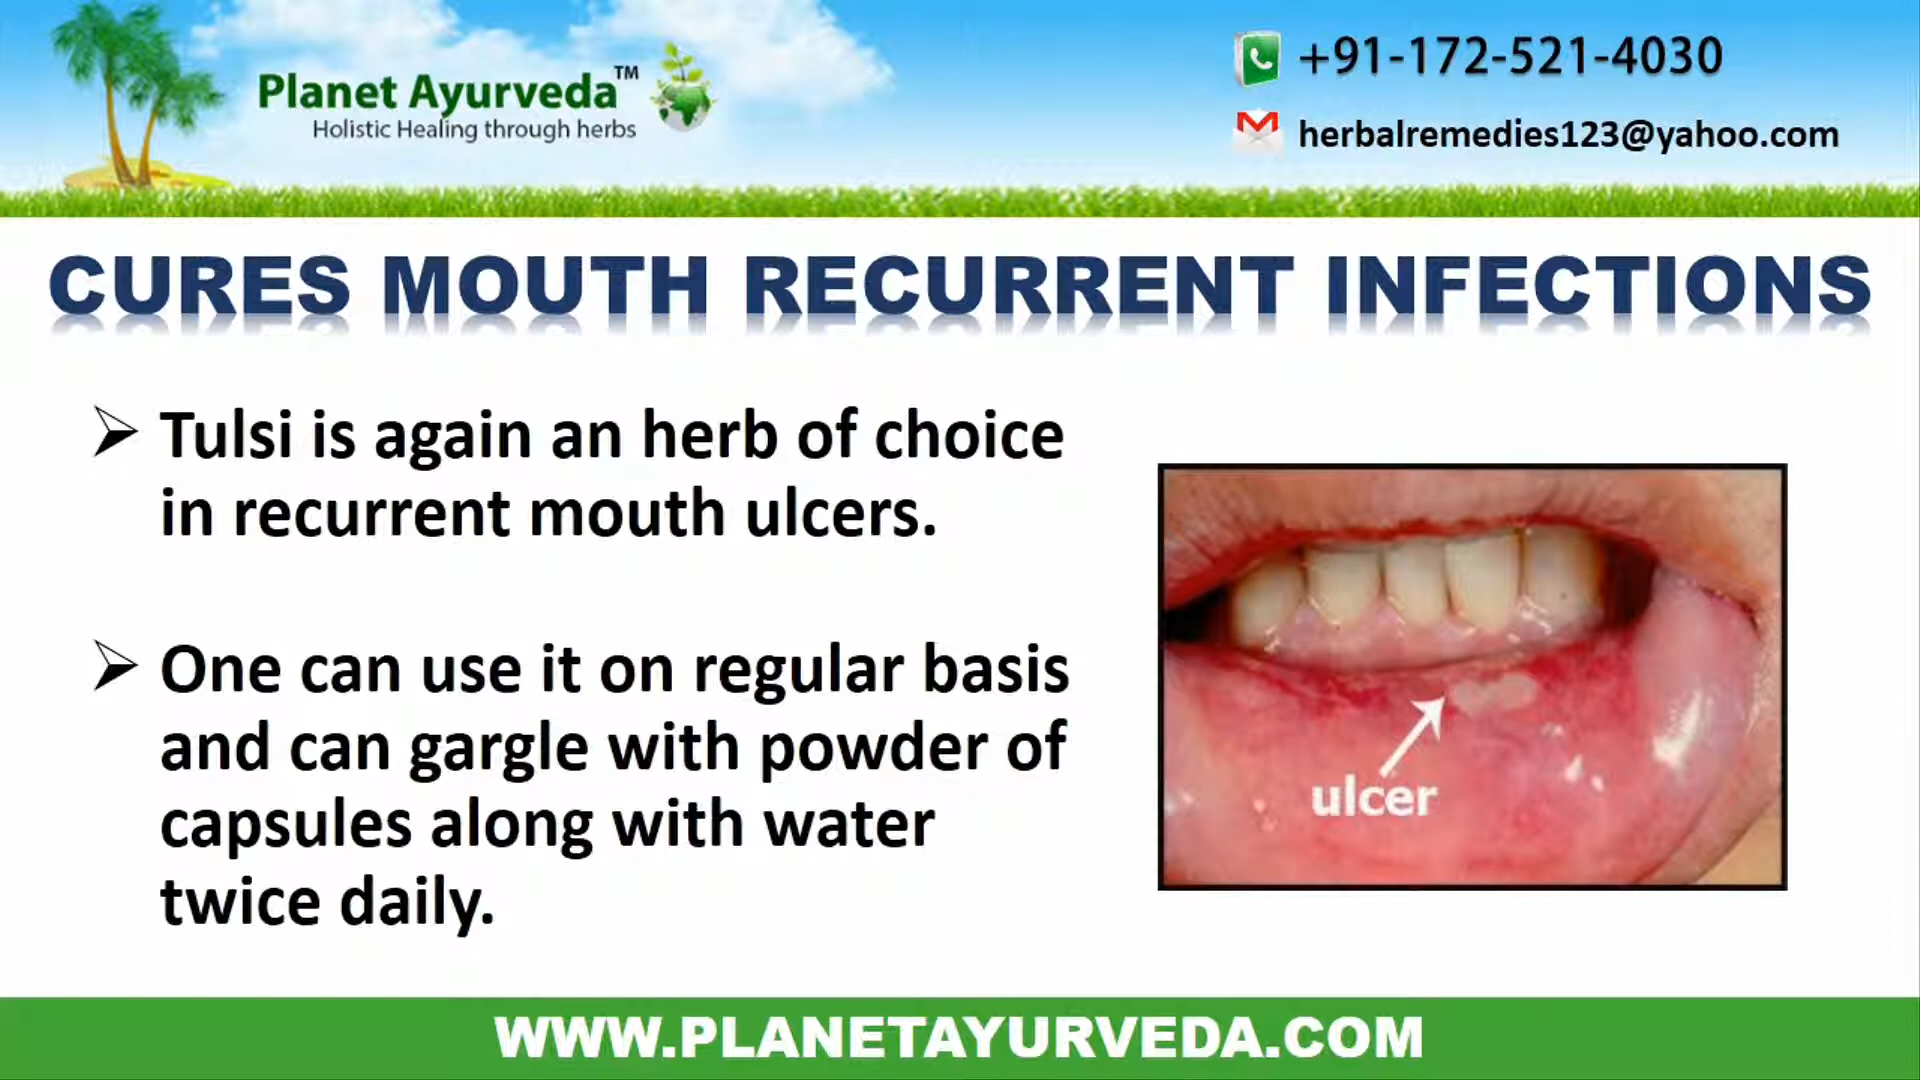 Planet Ayurveda™
Holistic Healing through herbs
+91-172-521-4030
herbalremedies123@yahoo.com
CURES MOUTH RECURRENT INFECTIONS
➢ Tulsi is again an herb of choice
in recurrent mouth ulcers.
➢ One can use it on regular basis
and can gargle with powder of
capsules along with water
twice daily.
ulcer
WWW.PLANETAYURVEDA.COM